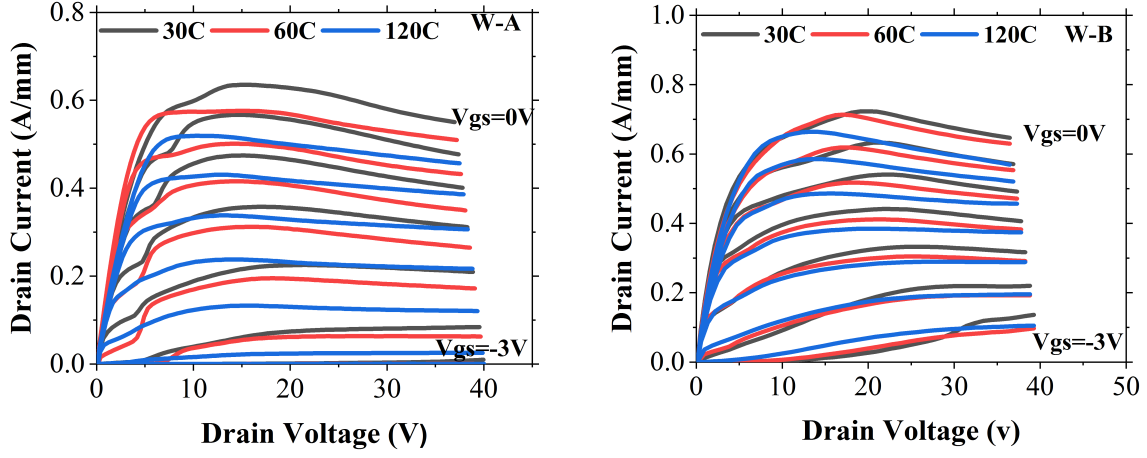 0.8
0.6
0.4
0.2
0.0
Drain Current (A/mm)
30C 60C 120C W-A
Vgs=0V
Vgs=-3V
0 10 20 30 40
Drain Voltage (V)
1.0
0.8
0.6
0.4
0.2
0.0
Drain Current (A/mm)
30C 60C 120C W-B
Vgs=0V
Vgs=-3V
0 10 20 30 40 50
Drain Voltage (v)